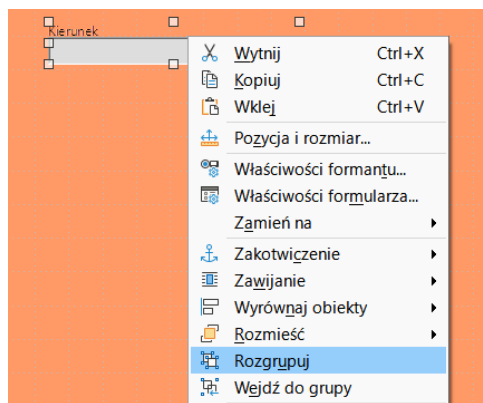 Kierunek
Wytnij Ctrl+X
Kopiuj Ctrl+C
Wklej Ctrl+V
Pozycja i rozmiar...
Właściwości formantu...
Właściwości formularza...
Zamień na
Zakotwiczenie
Zawijanie
Wyrównaj obiekty
Rozmieść
Rozgrupuj
Wejdź do grupy